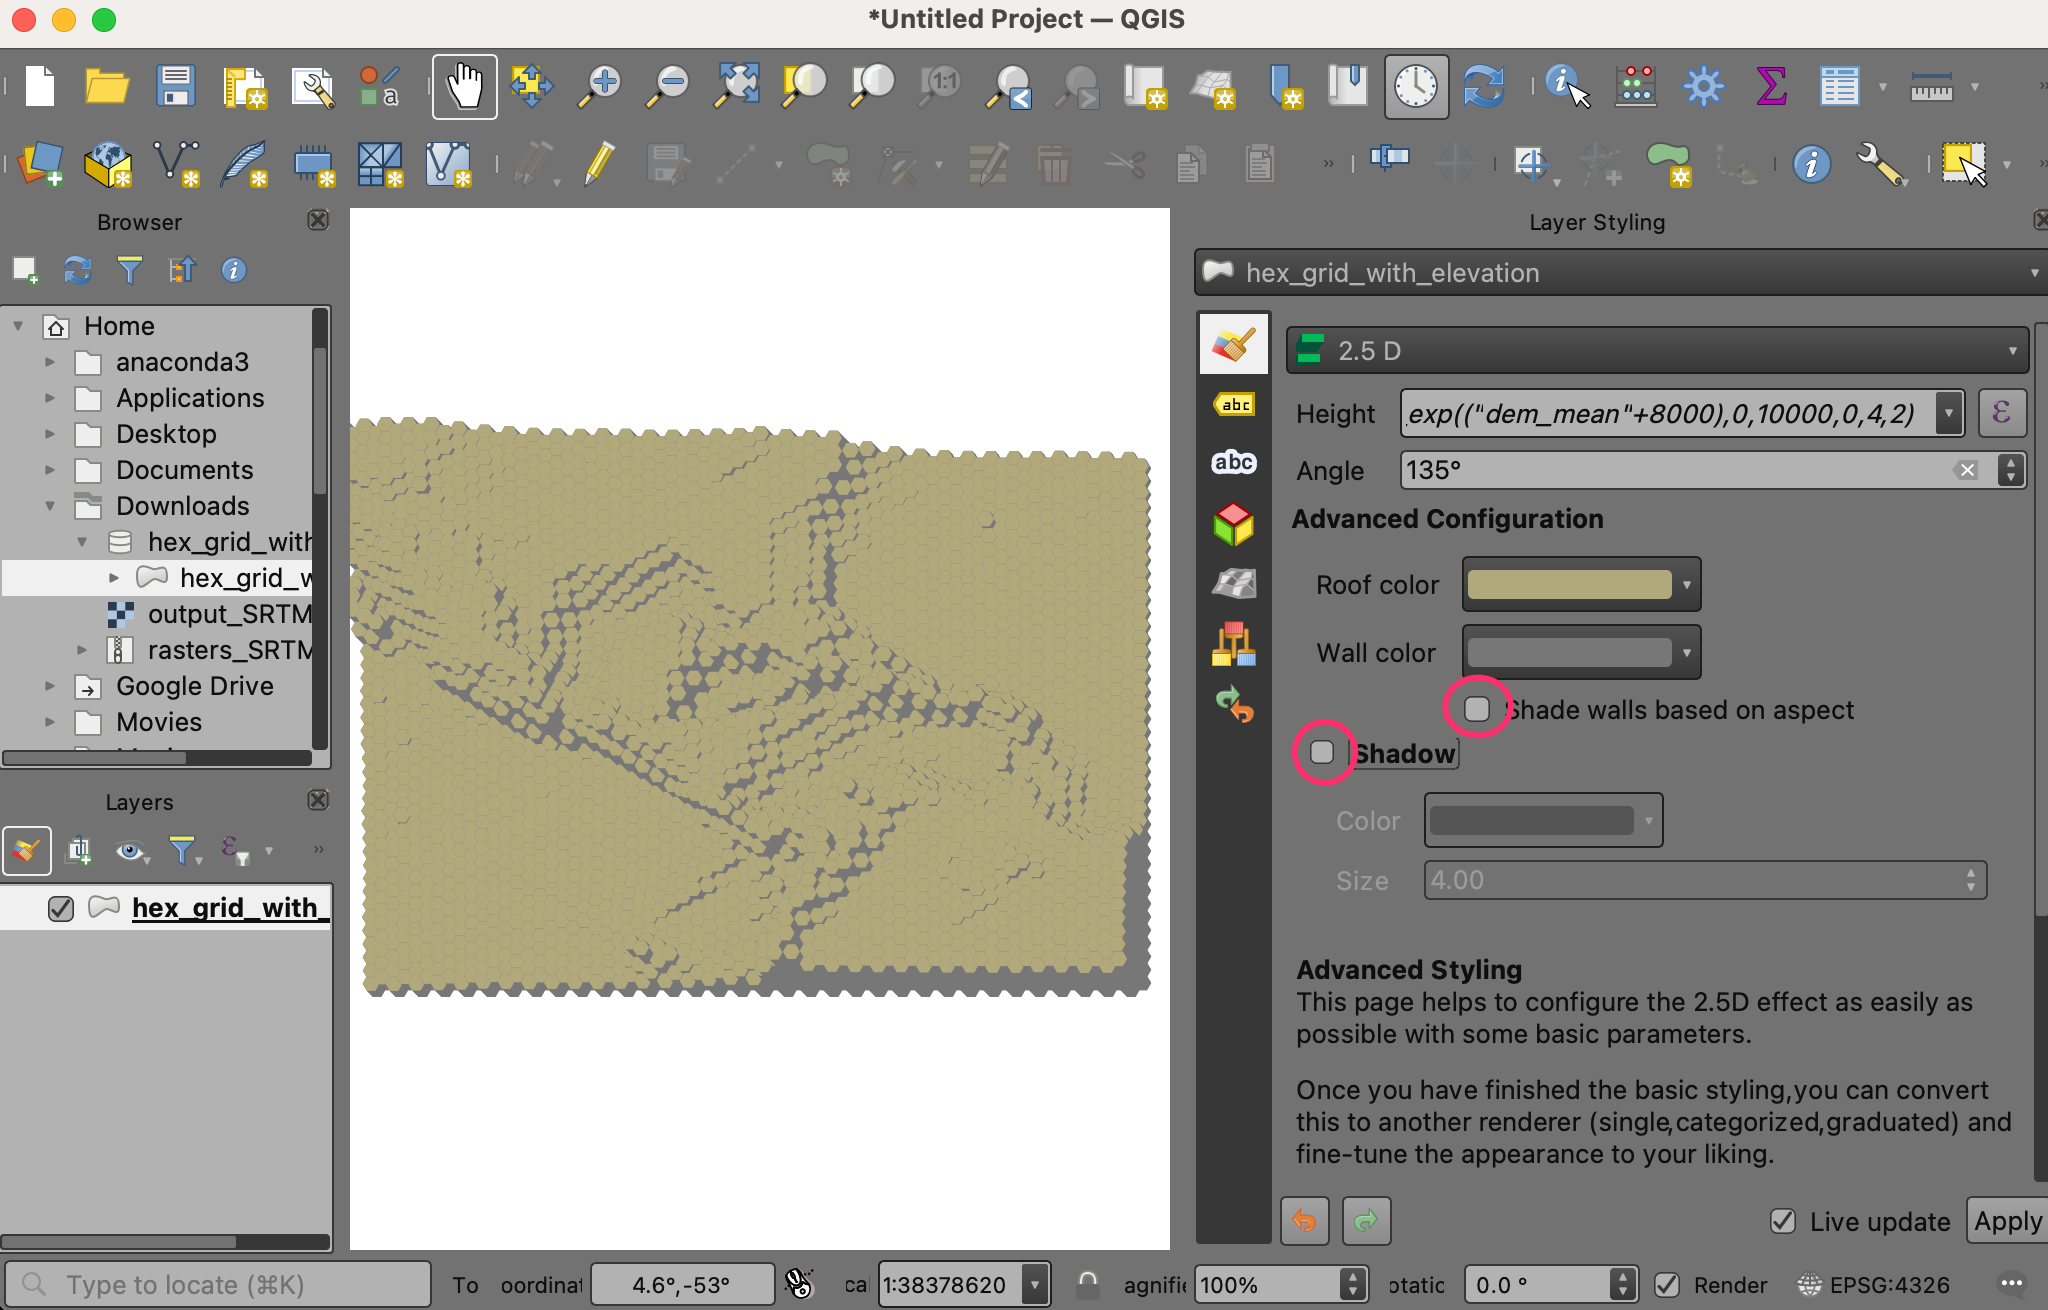 *Untitled Project — QGIS
a
1:1
Browser
Layer Styling
hex_grid_with_elevation
Home
anaconda3
Applications
Desktop
Documents
Downloads
hex_grid_with
hex_grid_w
output_SRTM
rasters_SRTM
Google Drive
Movies
abc
abc
2.5 D
Height
exp(("dem_mean"+8000),0,10000,0,4,2)
ε
Angle
135°
Advanced Configuration
Roof color
Wall color
Shade walls based on aspect
Shadow
Color
Size
4.00
Layers
hex_grid_with_
Advanced Styling
This page helps to configure the 2.5D effect as easily as
possible with some basic parameters.
Once you have finished the basic styling,you can convert
this to another renderer (single,categorized,graduated) and
fine-tune the appearance to your liking.
Live update
Apply
Type to locate (⌘K)
To
oordinat
4.6°,-53°
ca
1:38378620
agnifie
100%
otatic
0.0 °
Render
EPSG:4326